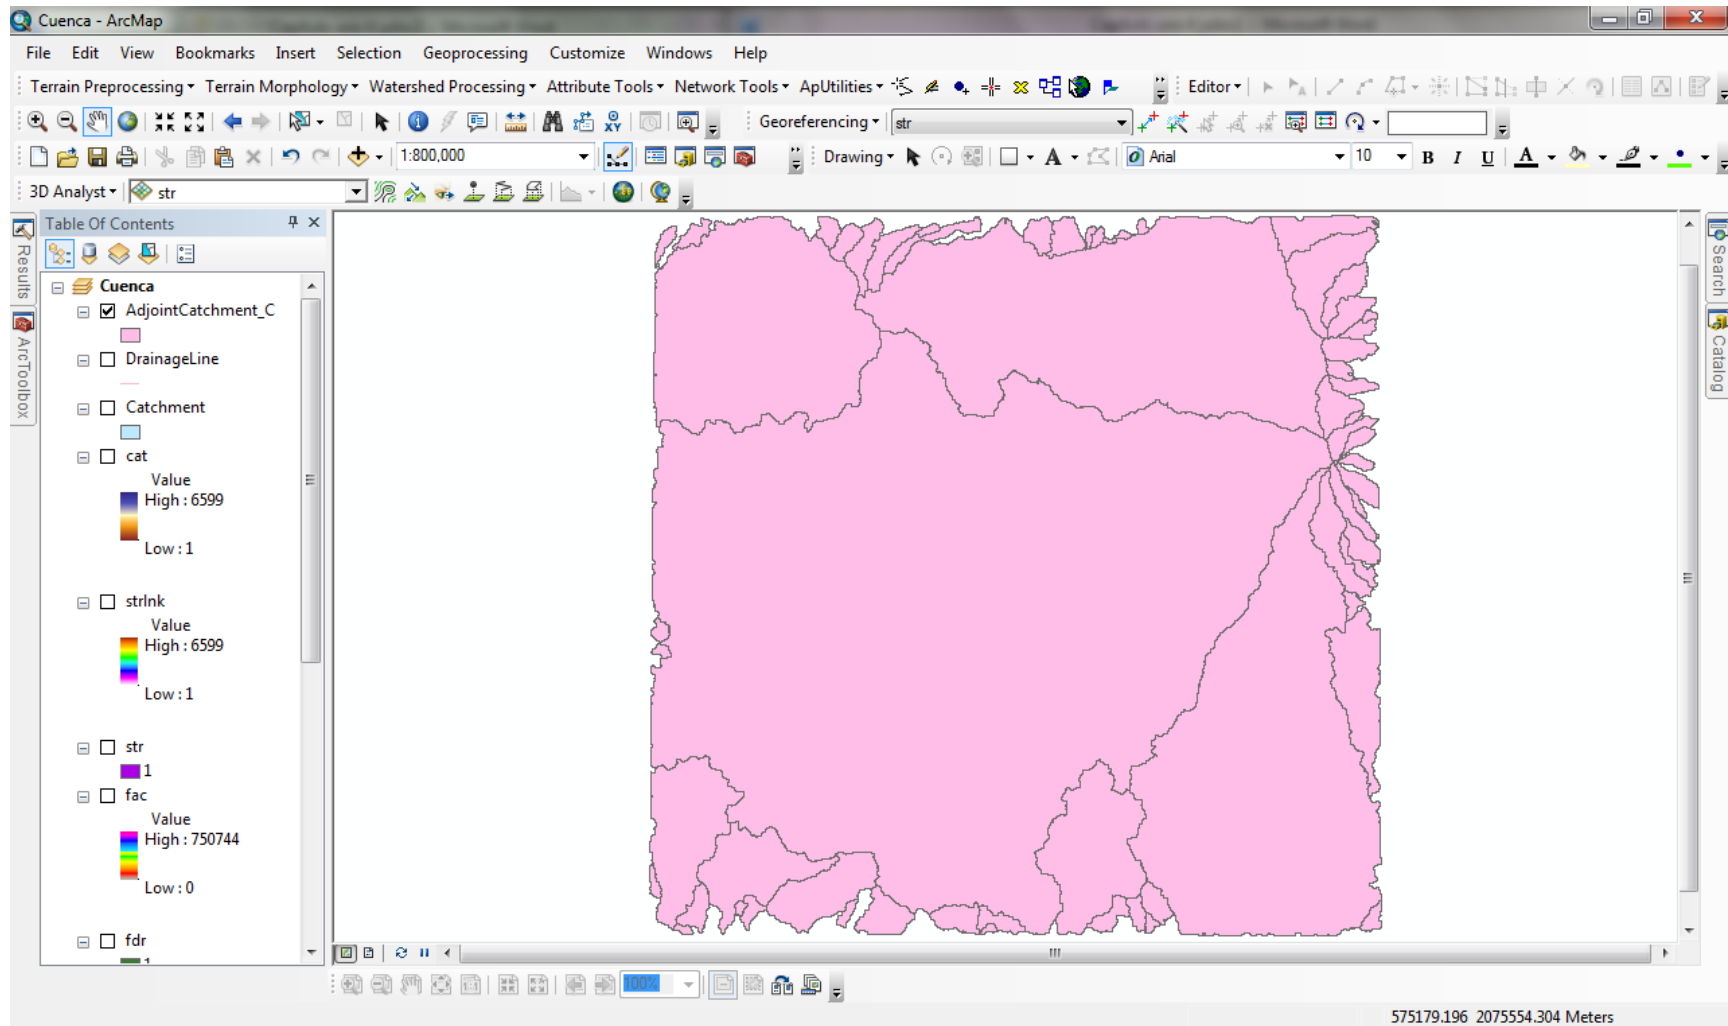 Cuenca - ArcMap
File Edit View Bookmarks Insert Selection Geoprocessing Customize Windows Help
Terrain Preprocessing Terrain Morphology Watershed Processing Attribute Tools Network Tools ApUtilities Editor
Georeferencing str
1:800,000 Drawing A Arial 10 B I U A
3D Analyst str
Table Of Contents
Results
ArcToolbox
Search
Catalog
Cuenca
AdjointCatchment_C
DrainageLine
Catchment
cat
Value
High : 6599
Low : 1
strlnk
Value
High : 6599
Low : 1
str
1
fac
Value
High : 750744
Low : 0
fdr
1
100%
575179.196 2075554.304 Meters